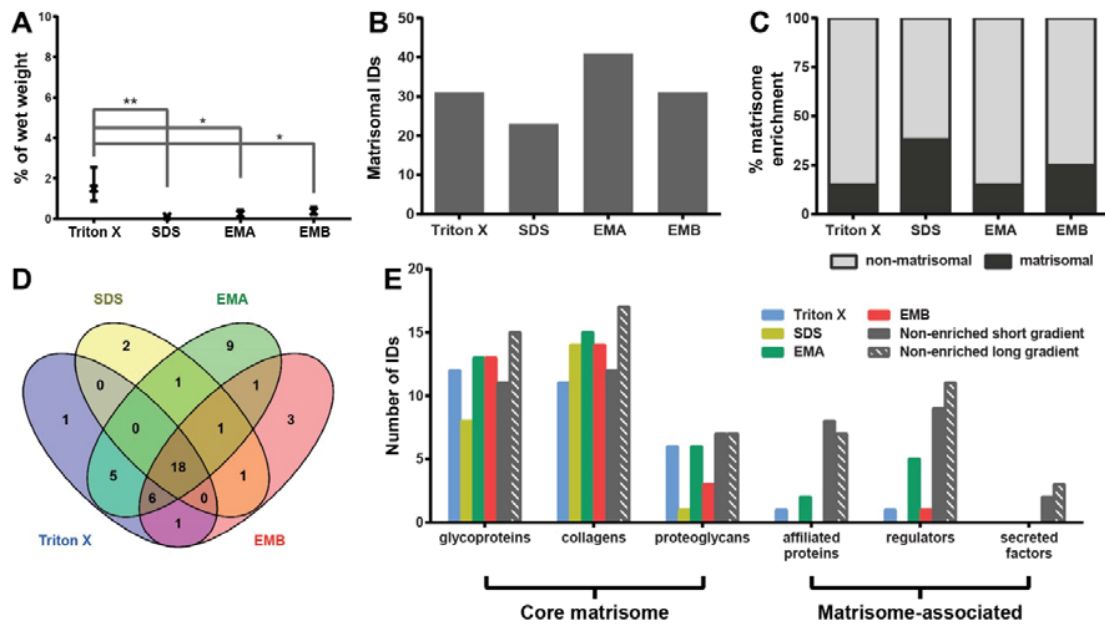 A
% of wet weight
10
8
6
4
2
0
**
*
*
Triton X SDS EMA EMB
B
Matrisomal IDs
50
40
30
20
10
0
Triton X SDS EMA EMB
C
% matrisome
enrichment
100
75
50
25
0
Triton X SDS EMA EMB
non-matrisomal matrisomal
D
SDS EMA
2 9
0 1 1
1 0 1 3
5 18 1
6 0
1
Triton X EMB
E
Number of IDs
20
15
10
5
0
Triton X EMB
SDS Non-enriched short gradient
EMA Non-enriched long gradient
glycoproteins collagens proteoglycans affiliated proteins regulators secreted factors
Core matrisome Matrisome-associated